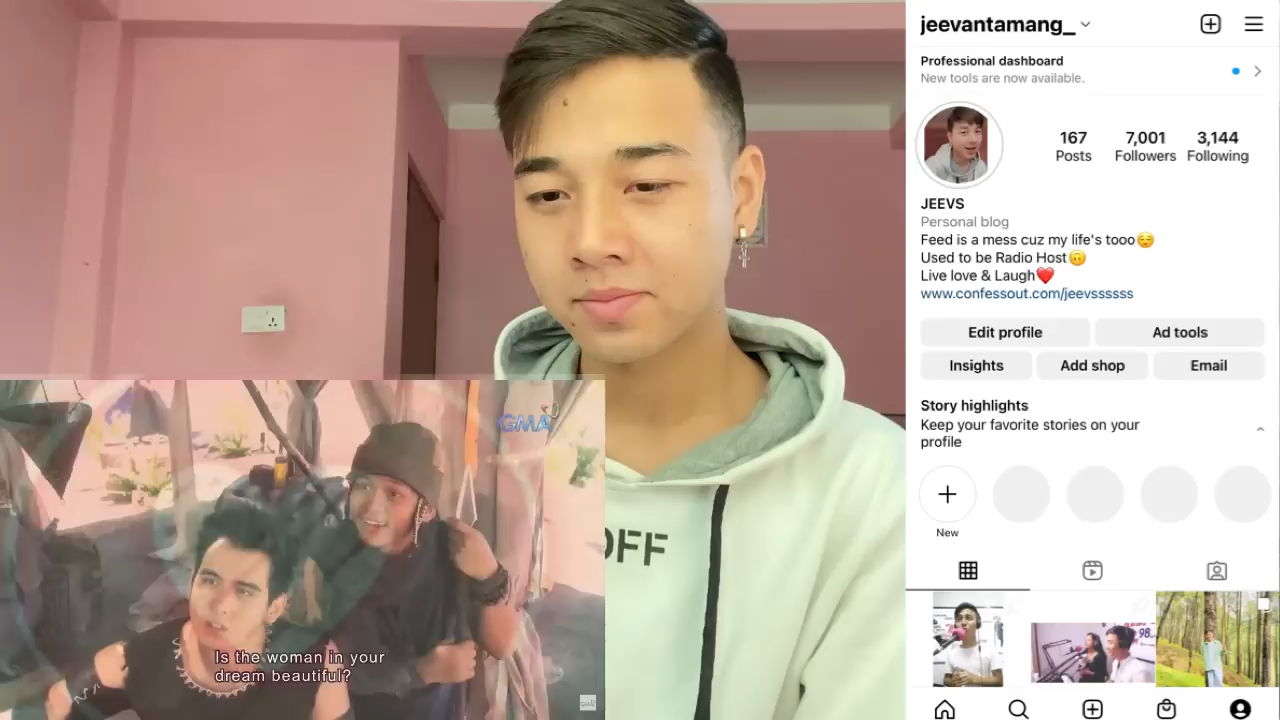 jeevantamang_
Professional dashboard
New tools are now available.
167
7,001
3,144
Posts
Followers
Following
JEEVS
Personal blog
Feed is a mess cuz my life's tooo😌
Used to be Radio Host🙃
Live love & Laugh❤️
www.confessout.com/jeevssssss
Edit profile
Ad tools
Insights
Add shop
Email
Story highlights
Keep your favorite stories on your
profile
New
OFF
GMA
Is the woman in your
dream beautiful?
98.